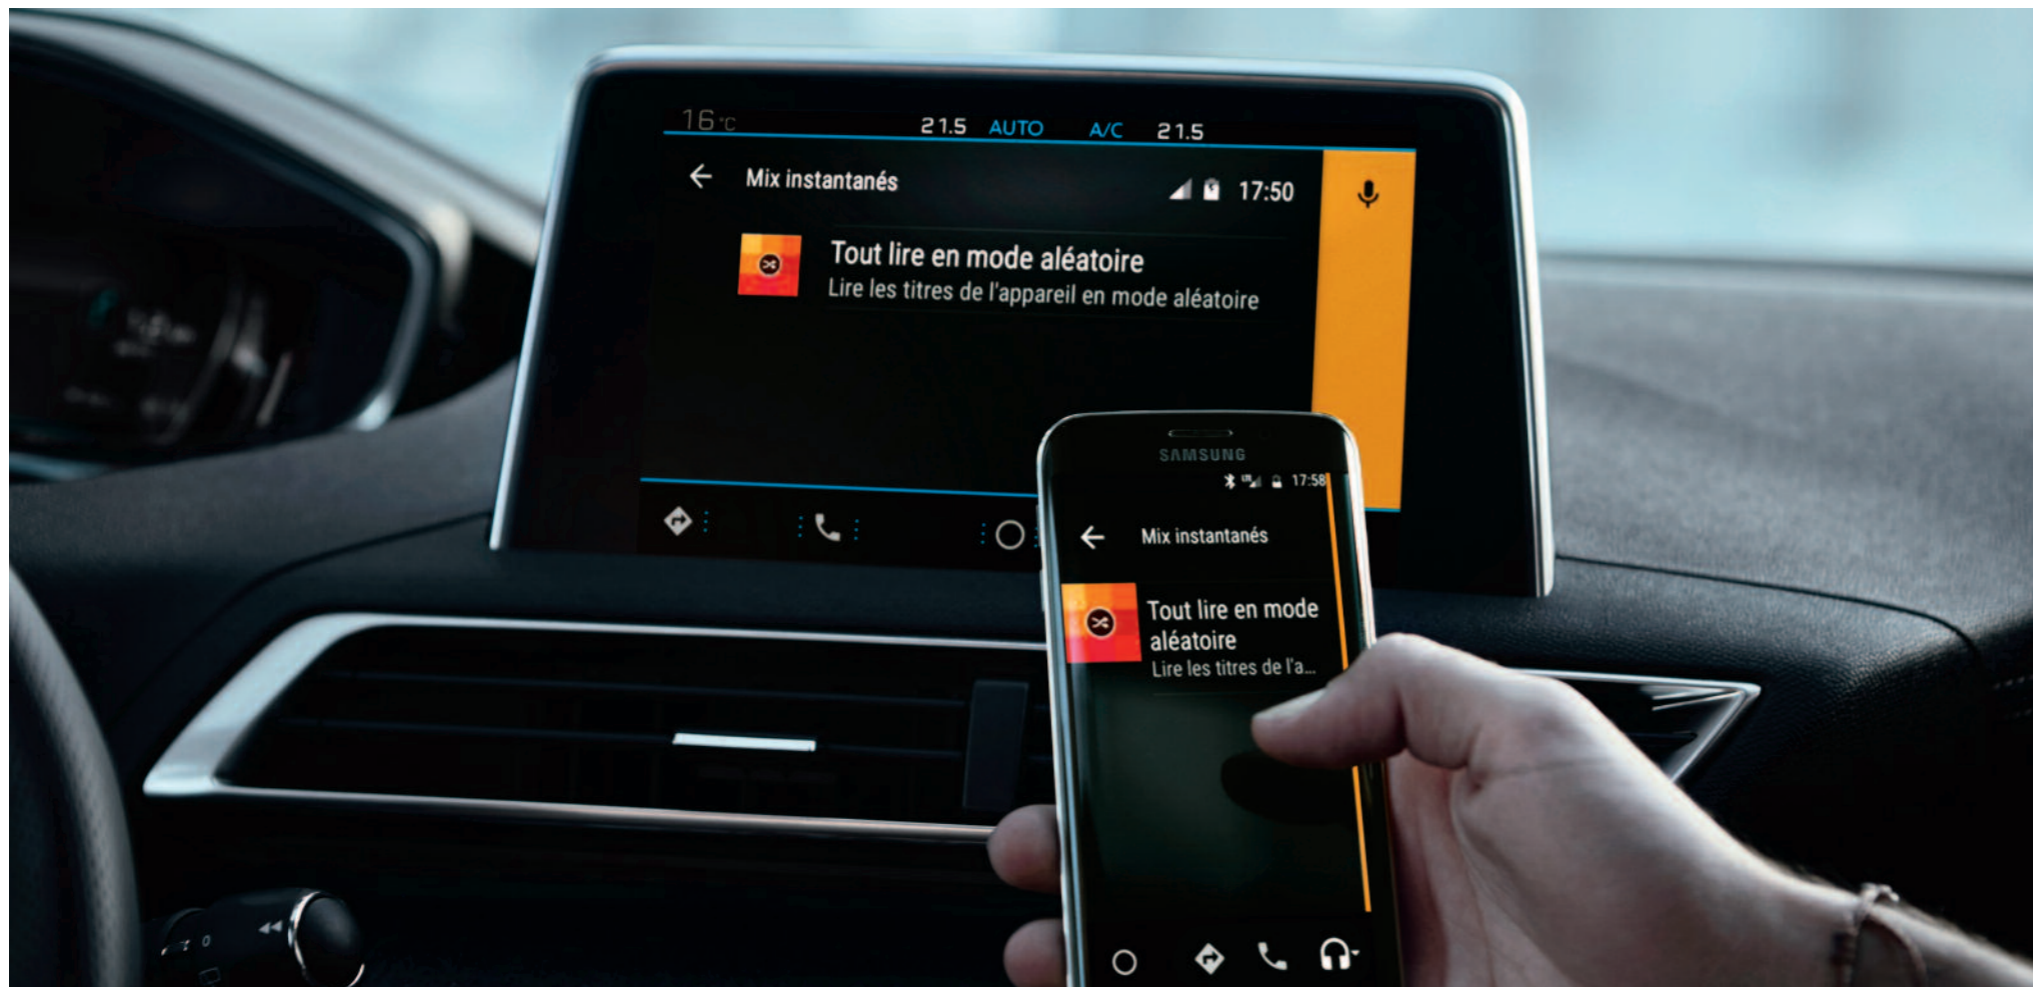 16°C
21.5 AUTO A/C 21.5
Mix instantanés
17:50
Tout lire en mode aléatoire
Lire les titres de l'appareil en mode aléatoire
SAMSUNG
17:58
Mix instantanés
Tout lire en mode
aléatoire
Lire les titres de l'a...
0